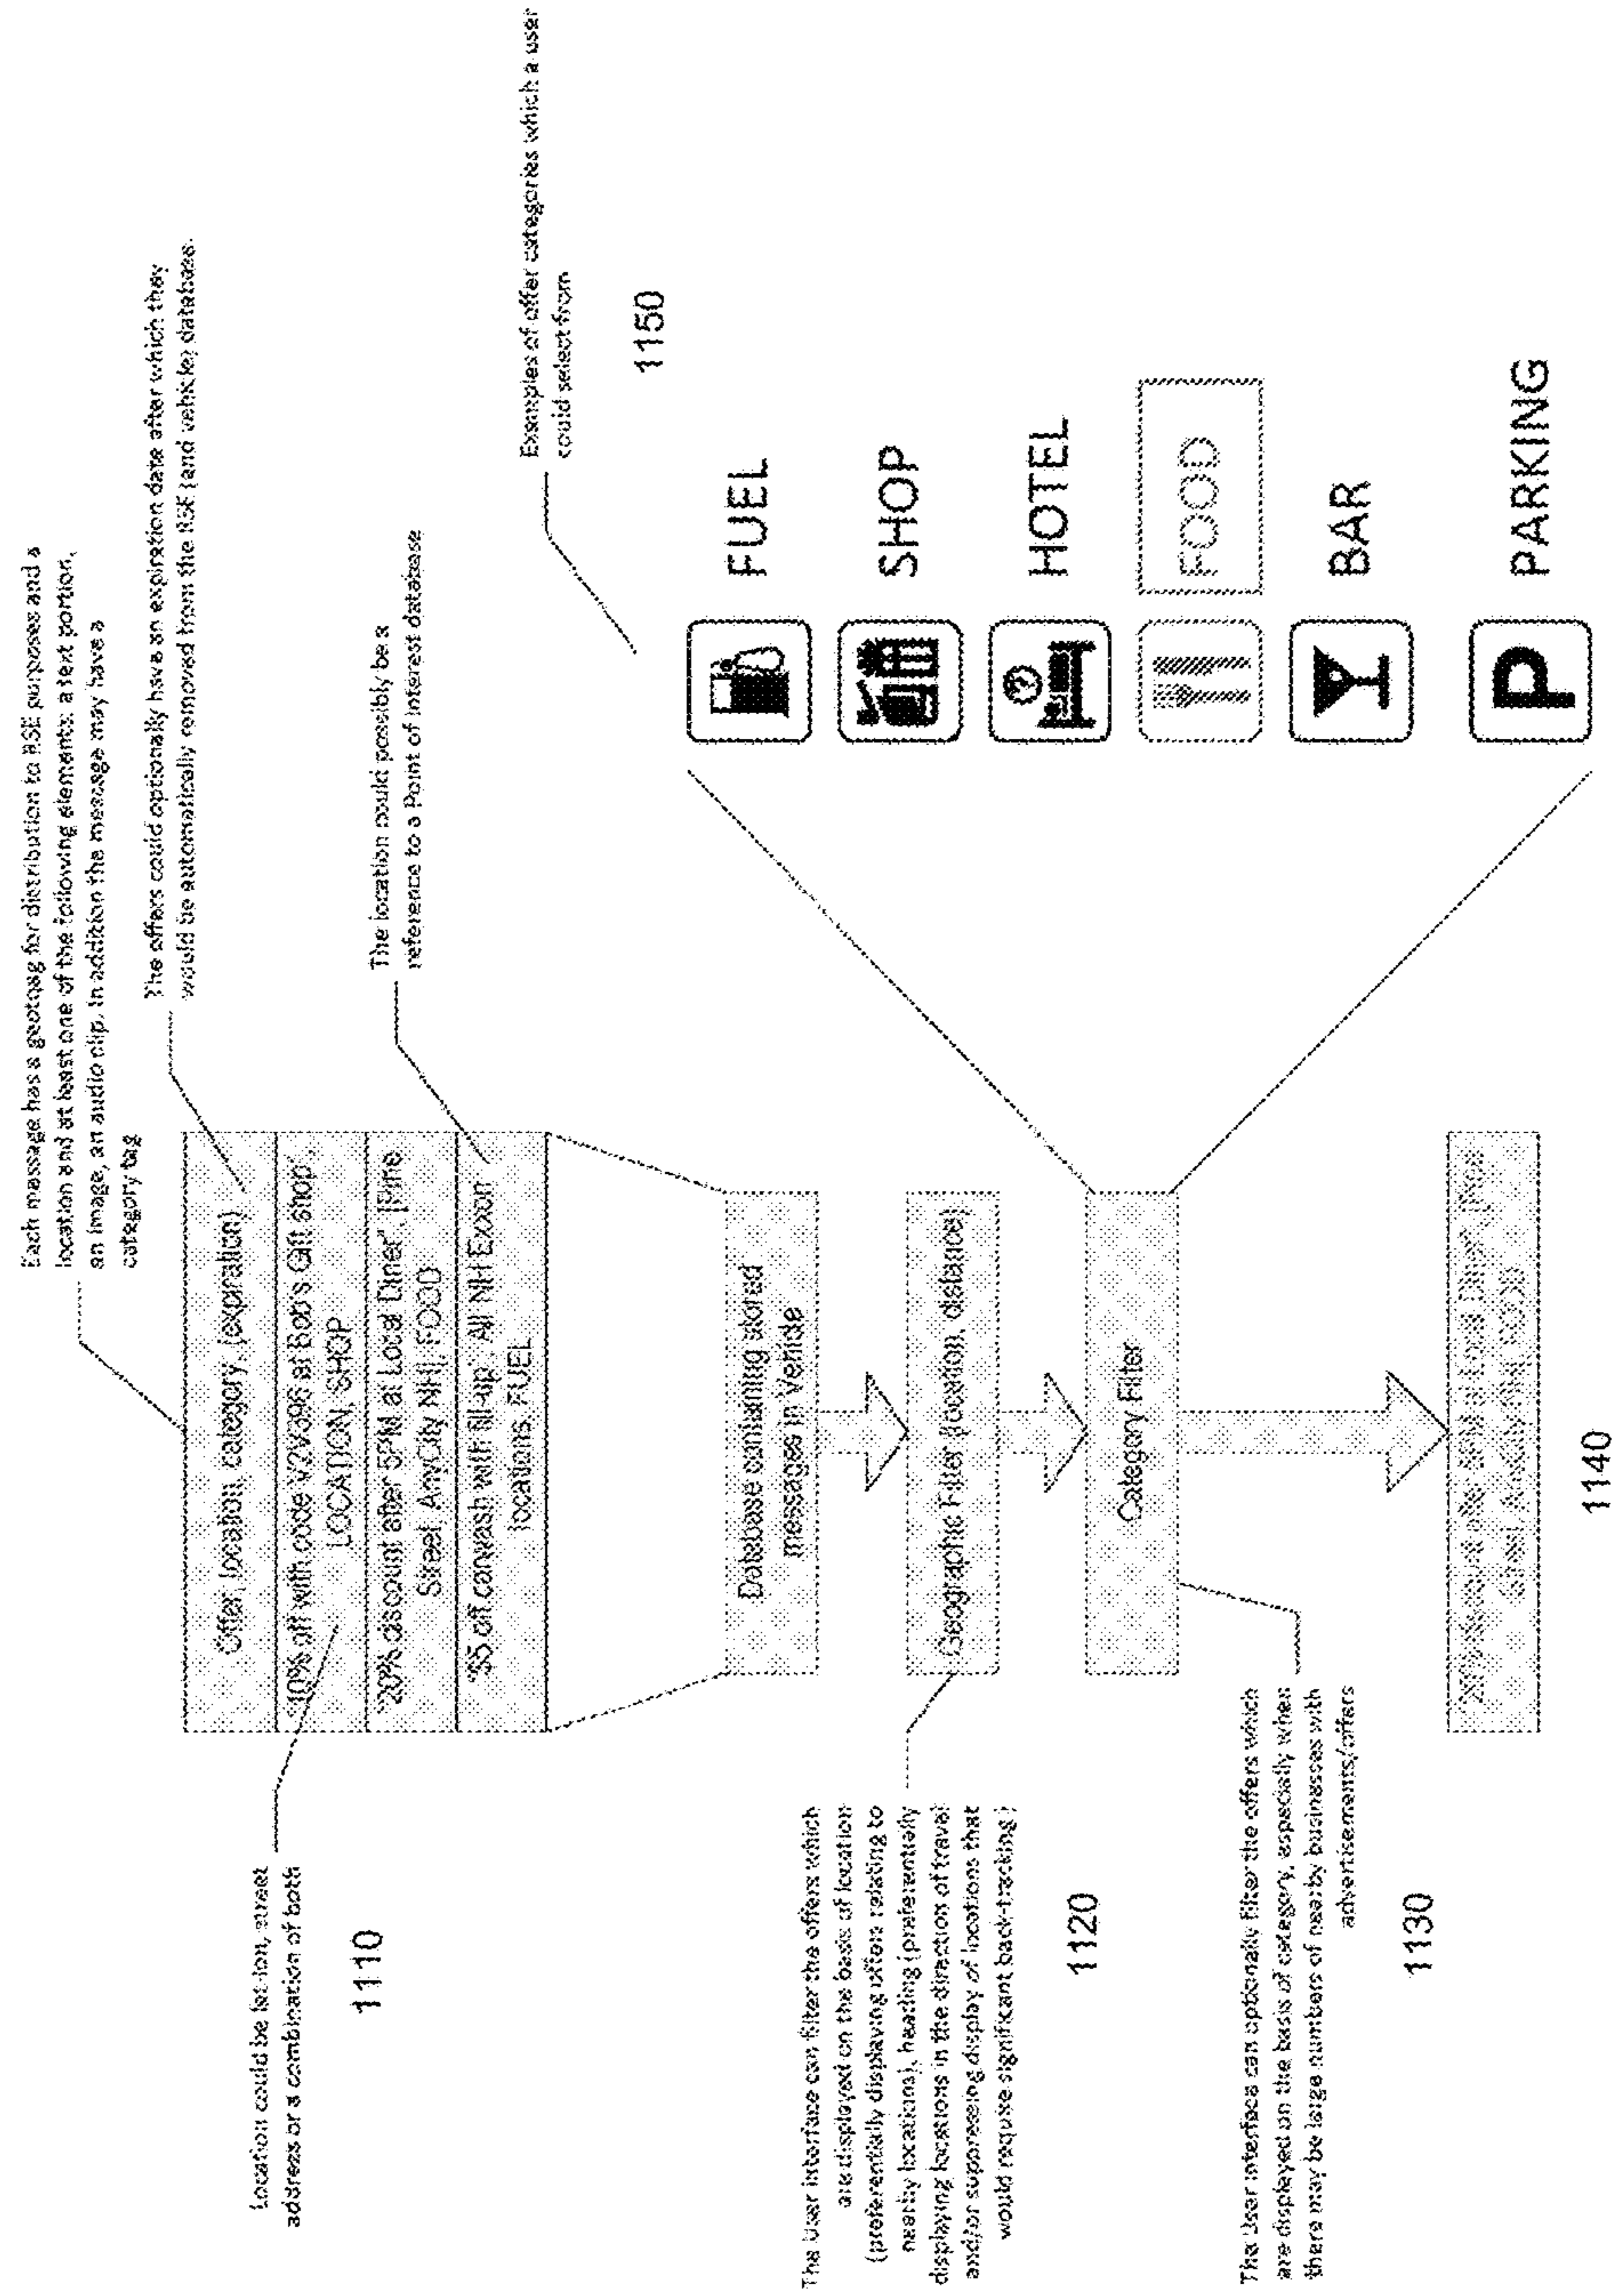 Each message has a geotag for distribution to RSE purposes and a
location and at least one of the following elements: a text portion,
an image, an audio clip. In addition the message may have a
category tag
The offers could optionally have an expiration date after which they
would be automatically removed from the RSE (and vehicle) database.
Location could be lat-lon, street
address or a combination of both
1110
Offer, location, category, (expiration)
"10% off with code V2V396 at Bob's Gift shop",
LOCATION, SHOP
"20% discount after 5PM at Local Diner", [Pine
Street, AnyCity NH], FOOD
"$5 off carwash with fill-up", All NH Exxon
locations, FUEL
The location could possibly be a
reference to a Point of Interest database
Examples of offer categories which a user
could select from
1150
Database containing stored
messages in Vehicle
The User interface can filter the offers which
are displayed on the basis of location
(preferentially displaying offers relating to
nearby locations), heading (preferentially
displaying locations in the direction of travel
and/or suppressing display of locations that
would require significant back-tracking)
1120
Geographic Filter (location, distance)
Category Filter
The User interface can optionally filter the offers which
are displayed on the basis of category, especially when
there may be large numbers of nearby businesses with
advertisements/offers
1130
FUEL
SHOP
HOTEL
FOOD
BAR
P PARKING
1140